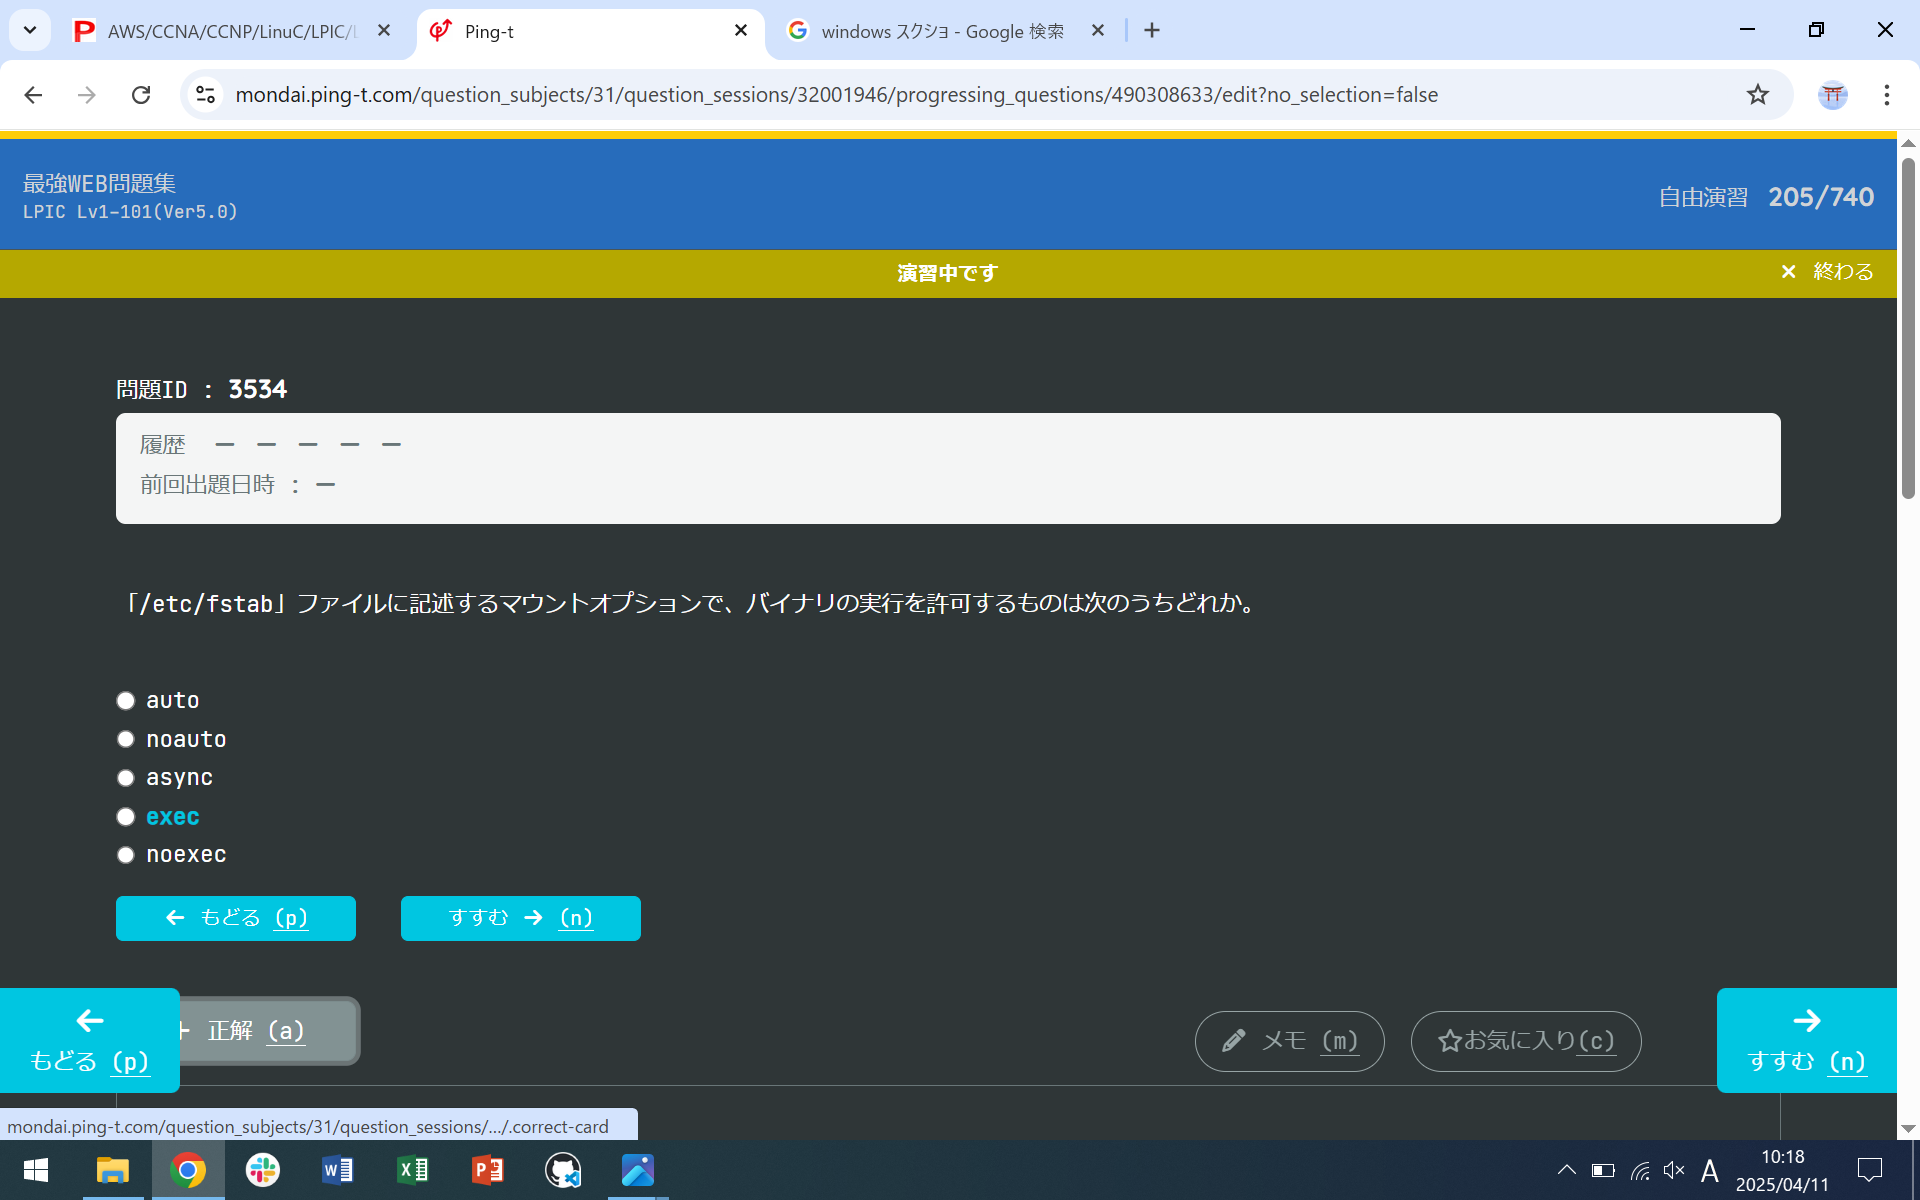 AWS/CCNA/CCNP/LinuC/LPIC/
Ping-t
windows スクショ - Google 検索
mondai.ping-t.com/question_subjects/31/question_sessions/32001946/progressing_questions/490308633/edit?no_selection=false
最強WEB問題集
LPIC Lv1-101(Ver5.0)
自由演習 205/740
演習中です
× 終わる
問題ID : 3534
履歴 ー ー ー ー ー
前回出題日時 : ー
「/etc/fstab」ファイルに記述するマウントオプションで、バイナリの実行を許可するものは次のうちどれか。
auto
noauto
async
exec
noexec
← もどる (p)
すすむ → (n)
← もどる (p)
正解 (a)
メモ (m)
☆お気に入り(c)
→ すすむ (n)
mondai.ping-t.com/question_subjects/31/question_sessions/.../.correct-card
A
10:18
2025/04/11